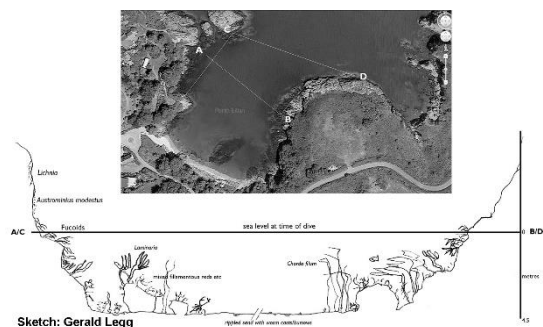 A
D
B
Lichnia
Austrominius modestus
Fucoids
sea level at time of dive
A/C
B/D
0
Laminaria
mixed filamentous reds etc
Chorda filum
metres
4.5
rippled sand with worm casts/burrows
Sketch: Gerald Legg